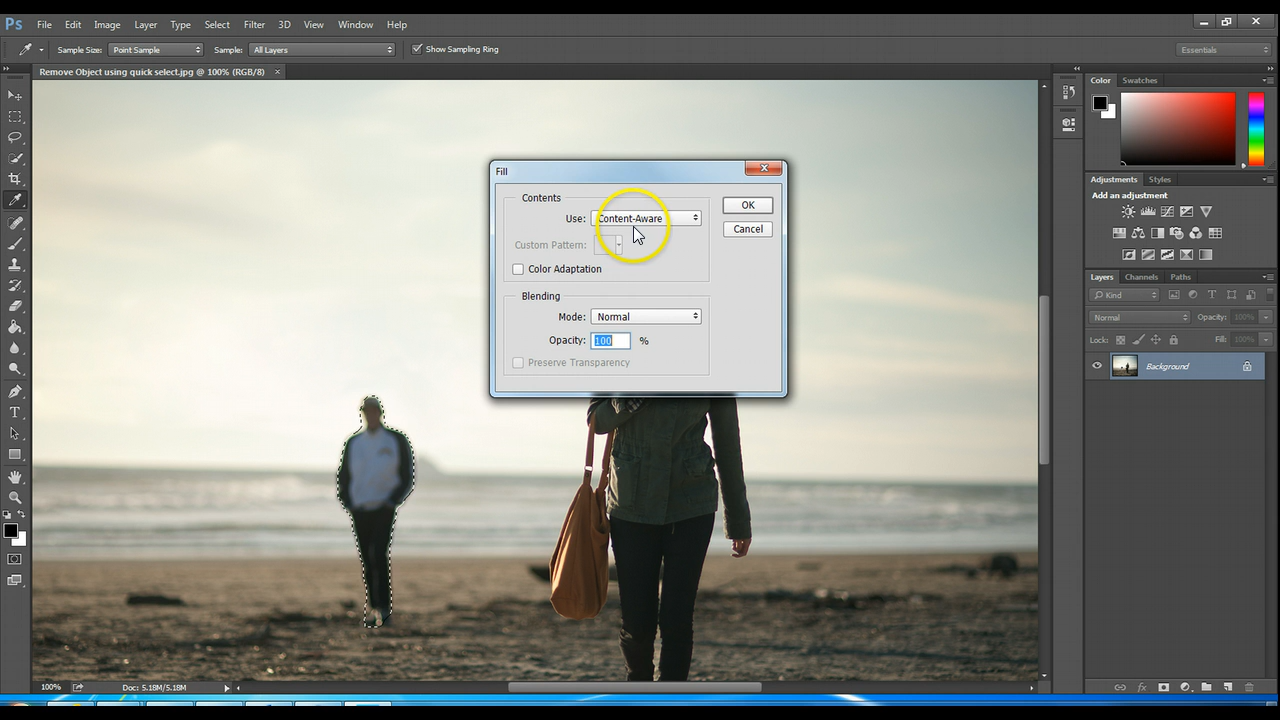 Ps File Edit Image Layer Type Select Filter 3D View Window Help
Sample Size: Point Sample Sample: All Layers Show Sampling Ring Essentials
Remove Object using quick select.jpg @ 100% (RGB/8) ×
Color Swatches
Fill
Contents
Use: Content-Aware
OK
Custom Pattern:
Cancel
Color Adaptation
Blending
Mode: Normal
Opacity: 100 %
Preserve Transparency
Adjustments Styles
Add an adjustment
Layers Channels Paths
Kind
Normal Opacity: 100%
Lock: Fill: 100%
Background
100% Doc: 5.18M/5.18M